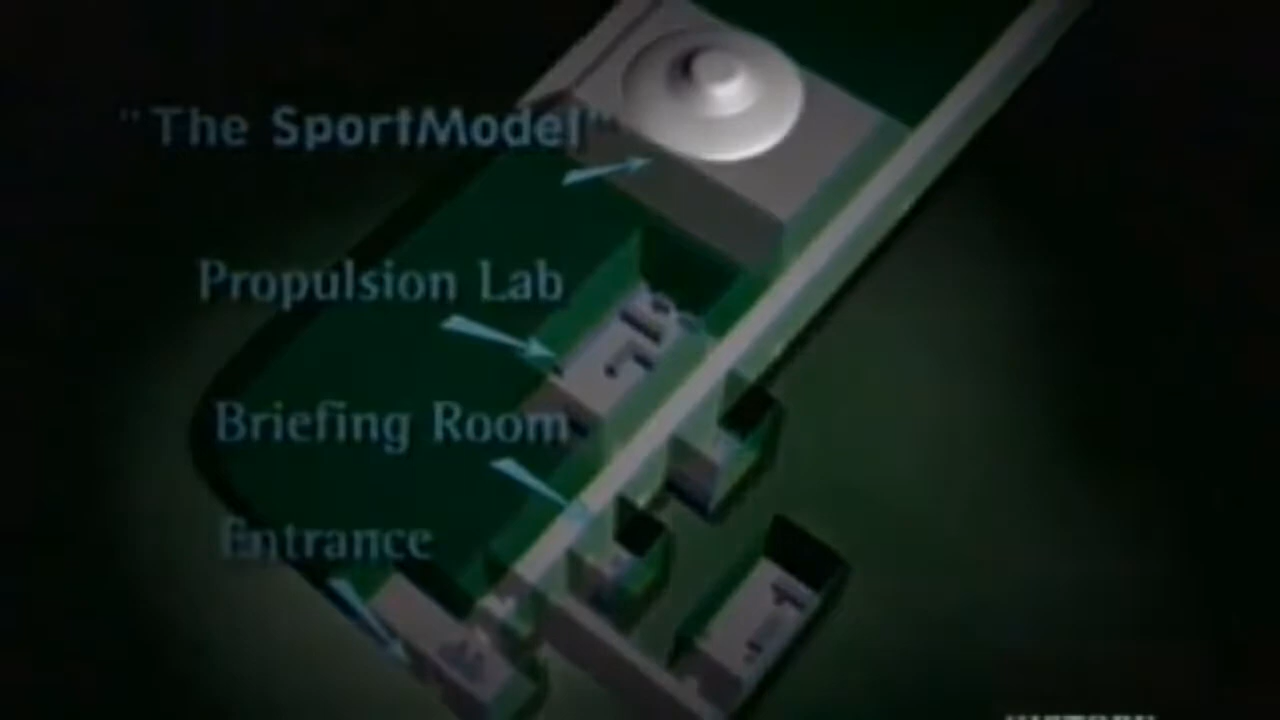 "The SportModel"
Propulsion Lab
Briefing Room
Entrance